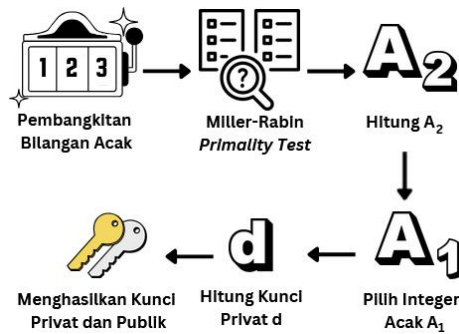 1 2 3
?
A2
Pembangkitan
Bilangan Acak
Miller-Rabin
Primality Test
Hitung A₂
d
A1
Menghasilkan Kunci
Privat dan Publik
Hitung Kunci
Privat d
Pilih Integer
Acak A₁